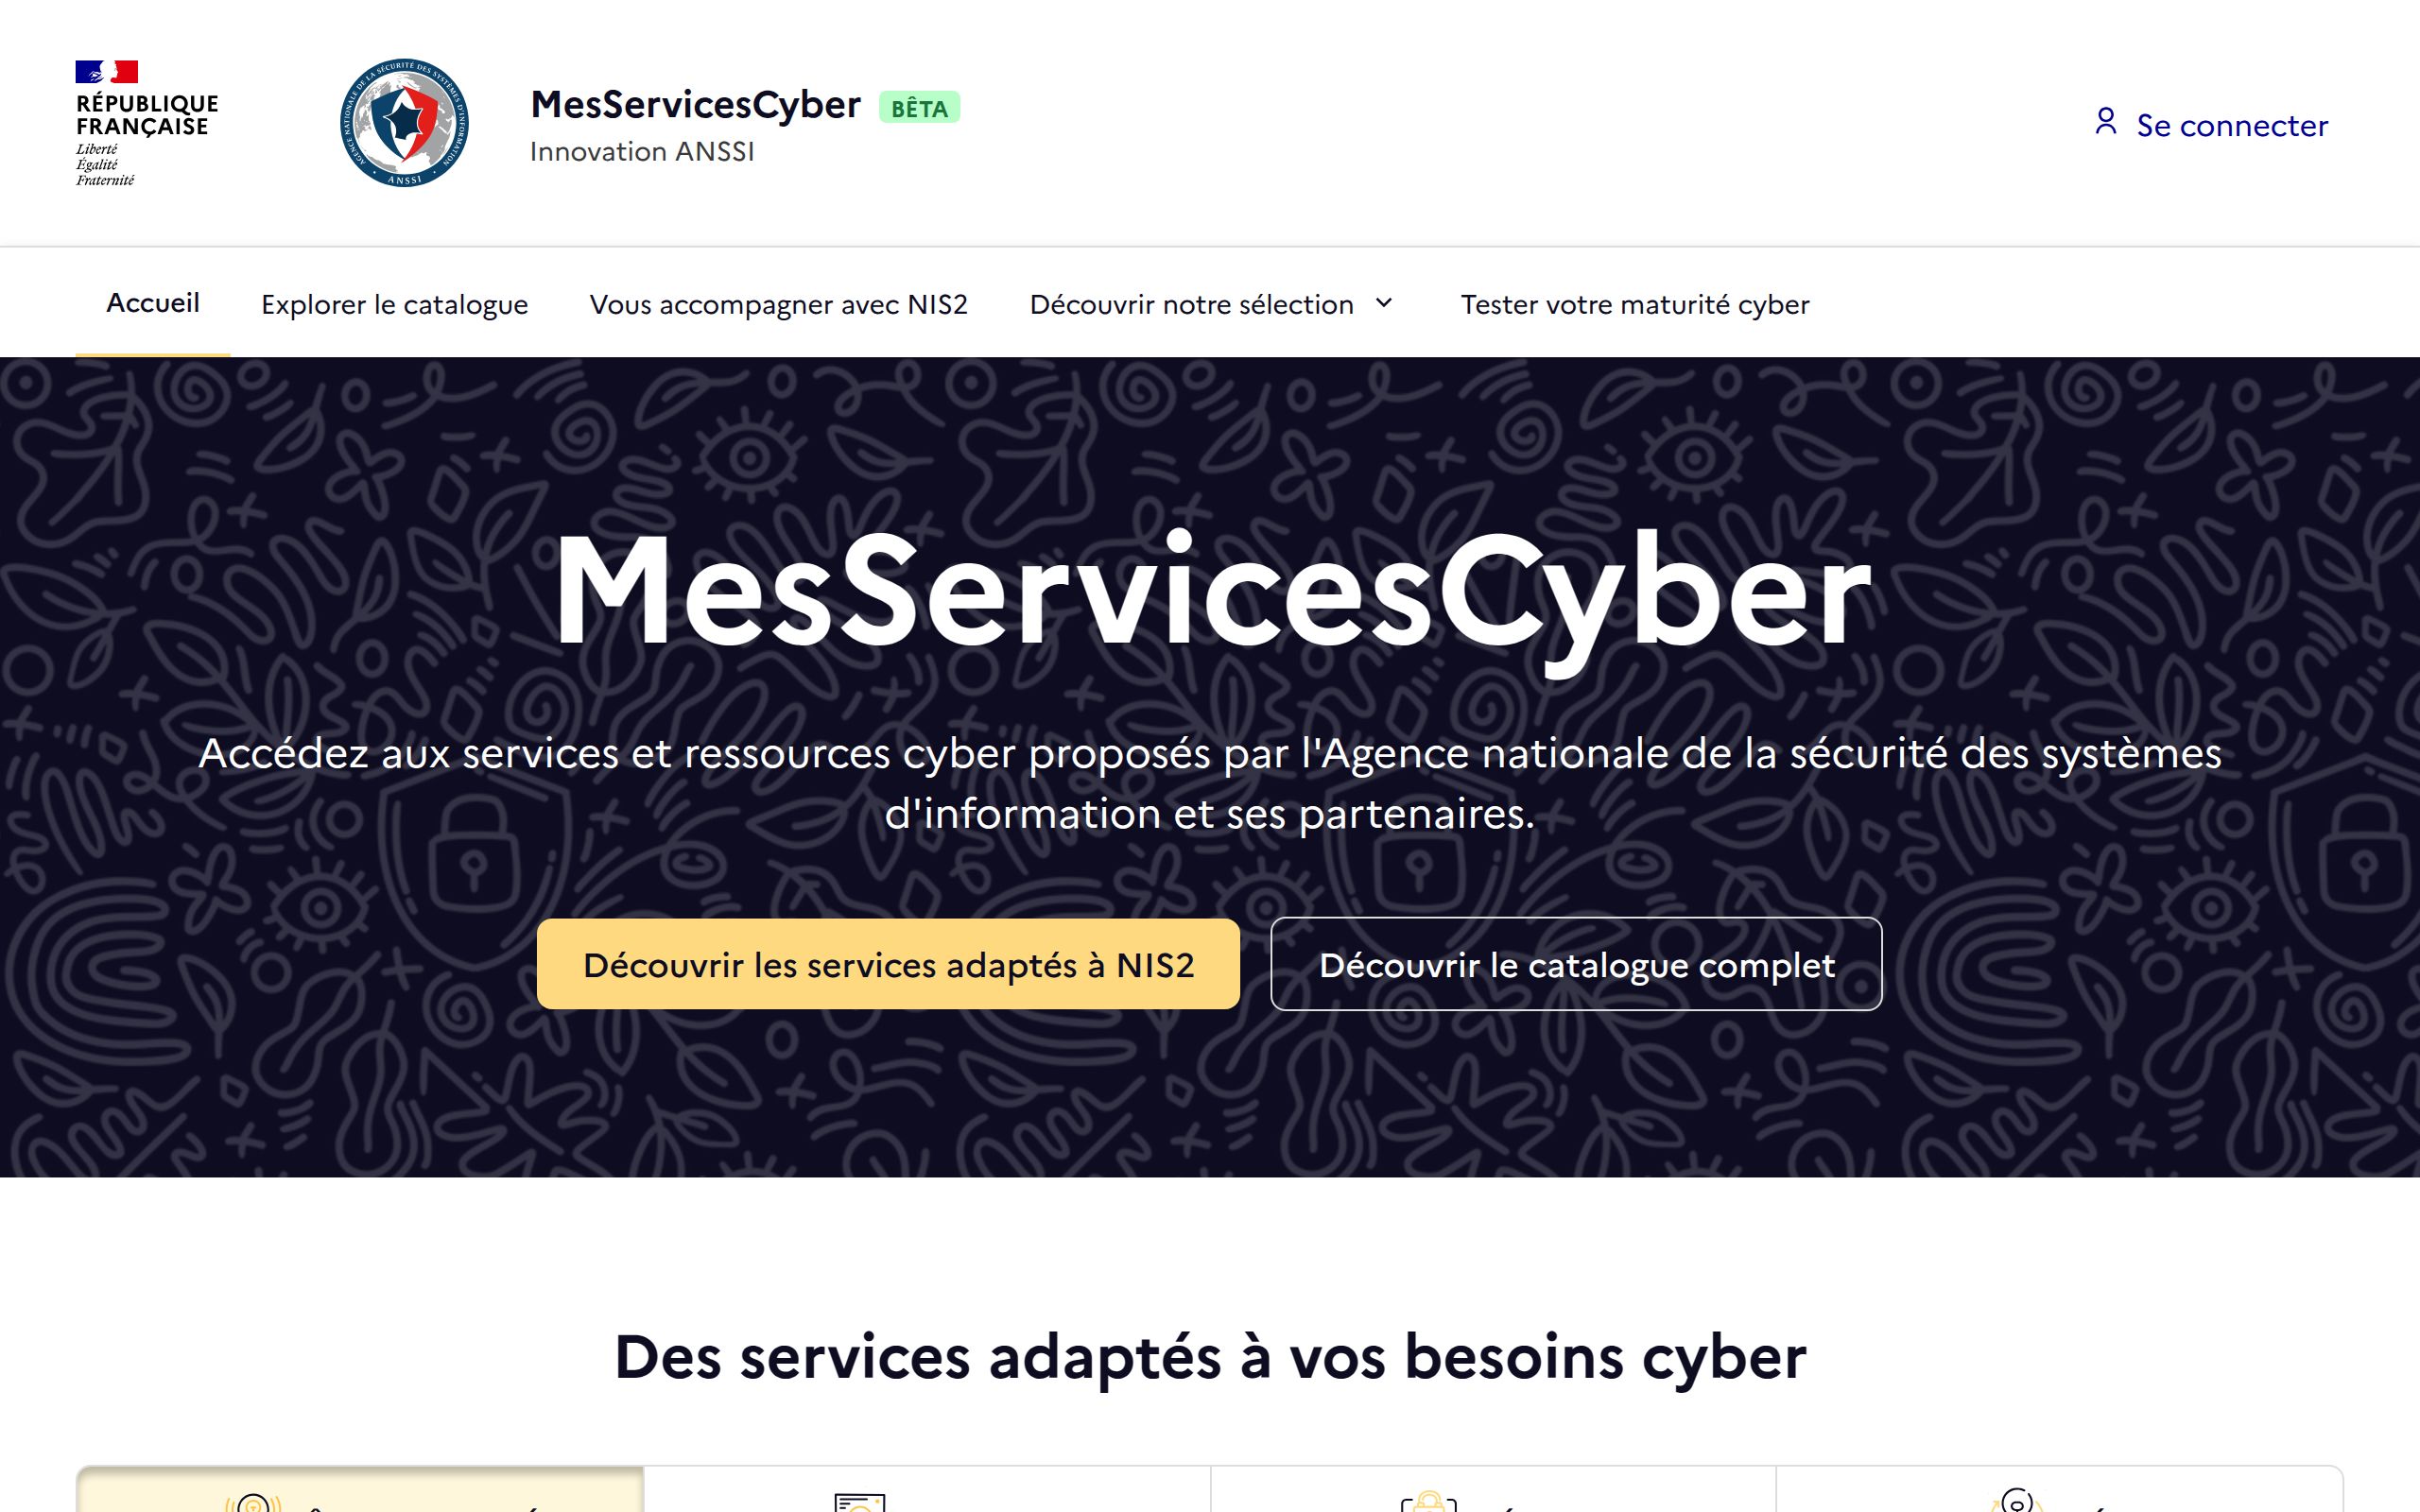 RÉPUBLIQUE
FRANÇAISE
Liberté
Égalité
Fraternité
AGENCE NATIONALE DE LA SÉCURITÉ DES SYSTÈMES D'INFORMATION
ANSSI
MesServicesCyber BÊTA
Innovation ANSSI
Se connecter
Accueil Explorer le catalogue Vous accompagner avec NIS2 Découvrir notre sélection Tester votre maturité cyber
MesServicesCyber
Accédez aux services et ressources cyber proposés par l'Agence nationale de la sécurité des systèmes
d'information et ses partenaires.
Découvrir les services adaptés à NIS2 Découvrir le catalogue complet
Des services adaptés à vos besoins cyber